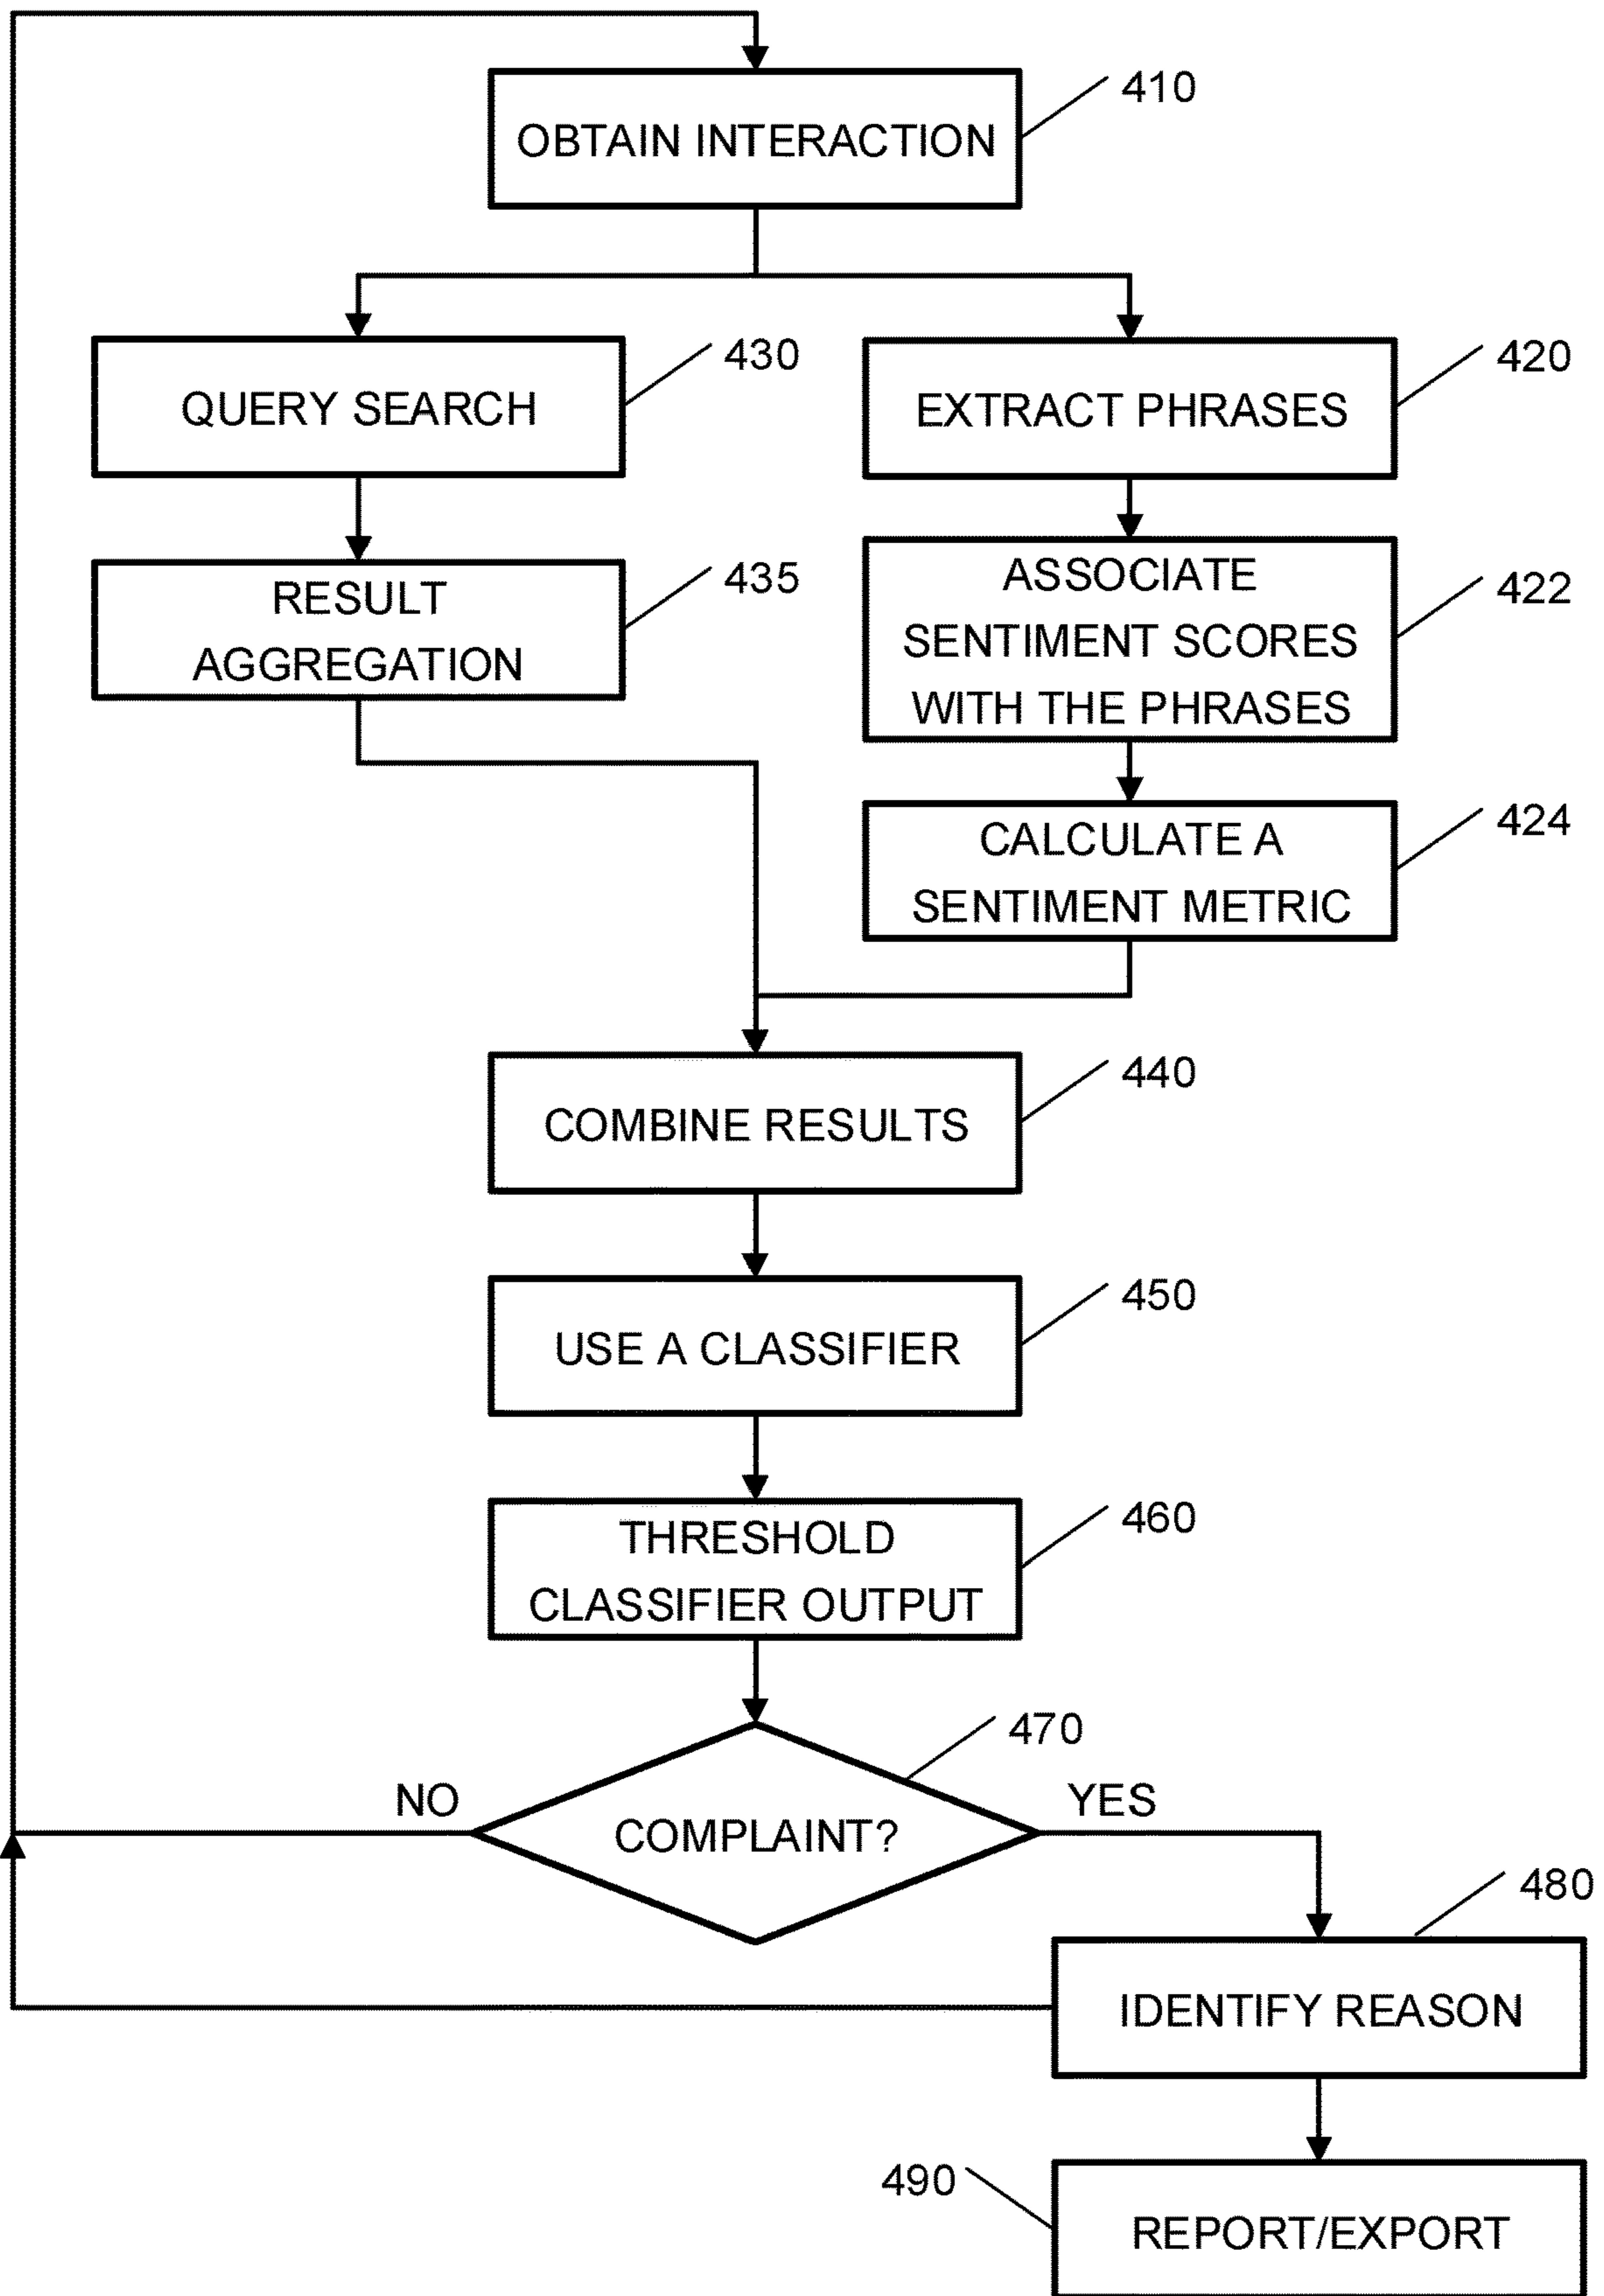 410
OBTAIN INTERACTION
430
QUERY SEARCH
420
EXTRACT PHRASES
435
RESULT
AGGREGATION
422
ASSOCIATE
SENTIMENT SCORES
WITH THE PHRASES
424
CALCULATE A
SENTIMENT METRIC
440
COMBINE RESULTS
450
USE A CLASSIFIER
460
THRESHOLD
CLASSIFIER OUTPUT
470
NO
COMPLAINT?
YES
480
IDENTIFY REASON
490
REPORT/EXPORT